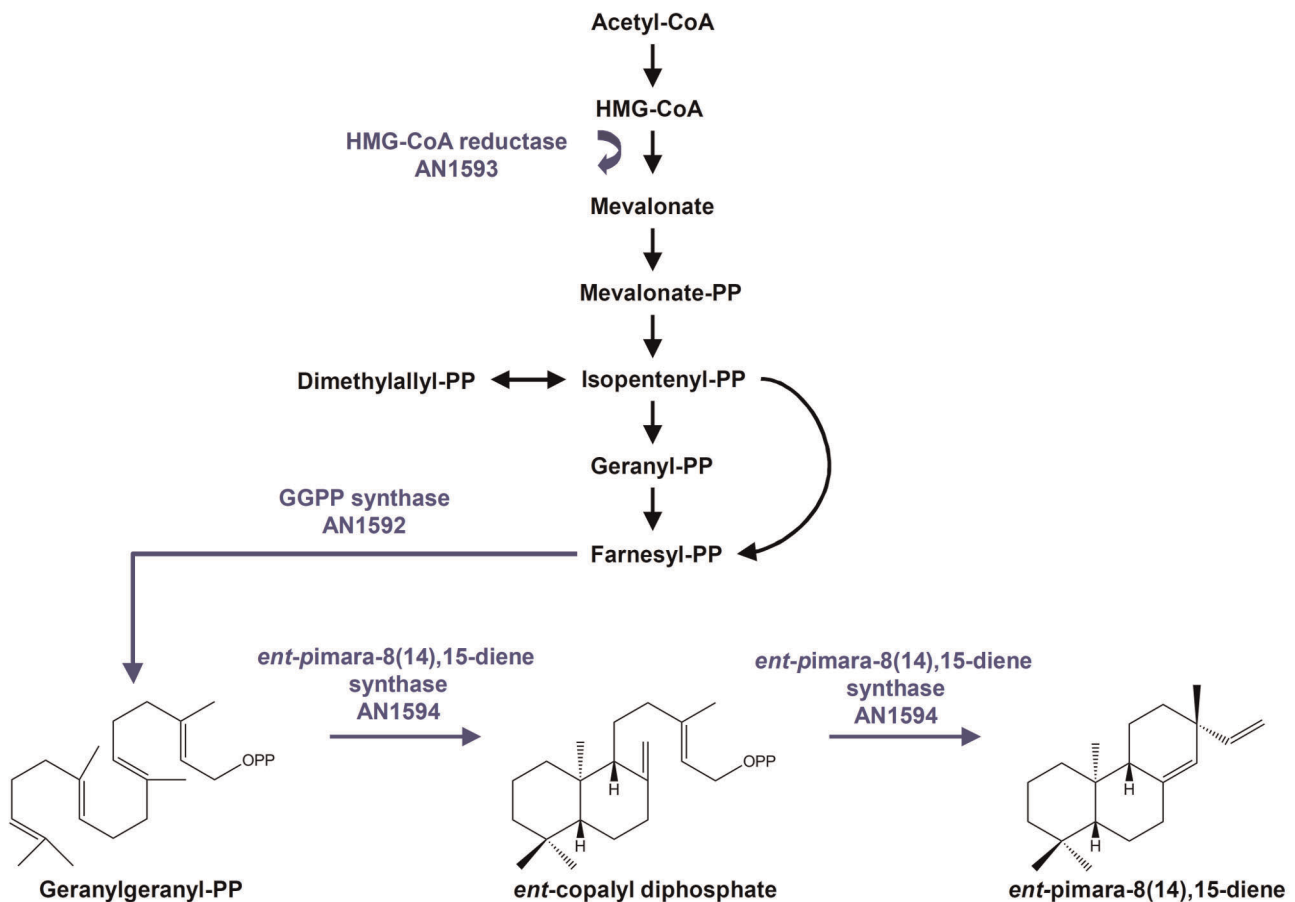 Acetyl-CoA
HMG-CoA
HMG-CoA reductase
AN1593
Mevalonate
Mevalonate-PP
Dimethylallyl-PP
Isopentenyl-PP
Geranyl-PP
GGPP synthase
AN1592
Farnesyl-PP
ent-pimara-8(14),15-diene
synthase
AN1594
ent-pimara-8(14),15-diene
synthase
AN1594
OPP
H
H
OPP
H
H
Geranylgeranyl-PP
ent-copalyl diphosphate
ent-pimara-8(14),15-diene